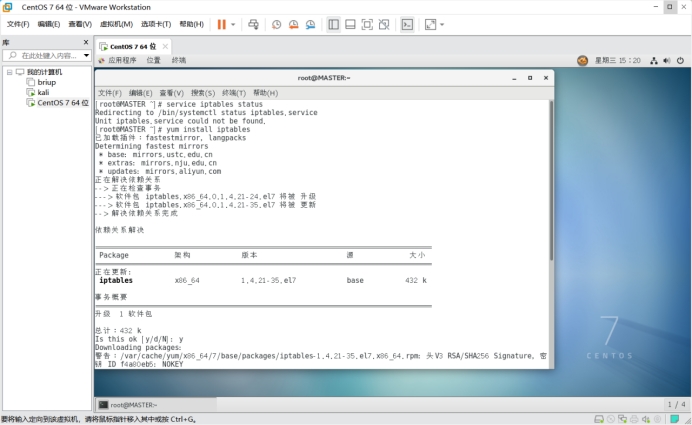 CentOS 7 64 位 - VMware Workstation
文件(F) 编辑(E) 查看(V) 虚拟机(M) 选项卡(T) 帮助(H)
库
在此处键入内容...
我的计算机
briup
kali
CentOS 7 64 位
CentOS 7 64 位
应用程序 位置 终端
星期三 15:20
root@MASTER:~
文件(F) 编辑(E) 查看(V) 搜索(S) 终端(T) 帮助(H)
[root@MASTER ~]# service iptables status
Redirecting to /bin/systemctl status iptables.service
Unit iptables.service could not be found.
[root@MASTER ~]# yum install iptables
已加载插件：fastestmirror, langpacks
Determining fastest mirrors
* base: mirrors.ustc.edu.cn
* extras: mirrors.nju.edu.cn
* updates: mirrors.aliyun.com
正在解决依赖关系
--> 正在检查事务
---> 软件包 iptables.x86_64.0.1.4.21-24.el7 将被 升级
---> 软件包 iptables.x86_64.0.1.4.21-35.el7 将被 更新
--> 解决依赖关系完成
依赖关系解决
Package 架构 版本 源 大小
正在更新:
iptables x86_64 1.4.21-35.el7 base 432 k
事务概要
升级 1 软件包
总计：432 k
Is this ok [y/d/N]: y
Downloading packages:
警告：/var/cache/yum/x86_64/7/base/packages/iptables-1.4.21-35.el7.x86_64.rpm: 头V3 RSA/SHA256 Signature, 密
钥 ID f4a80eb5: NOKEY
7
CENTOS
root@MASTER:~
1 / 4
要将输入定向到该虚拟机，请将鼠标指针移入其中或按 Ctrl+G。